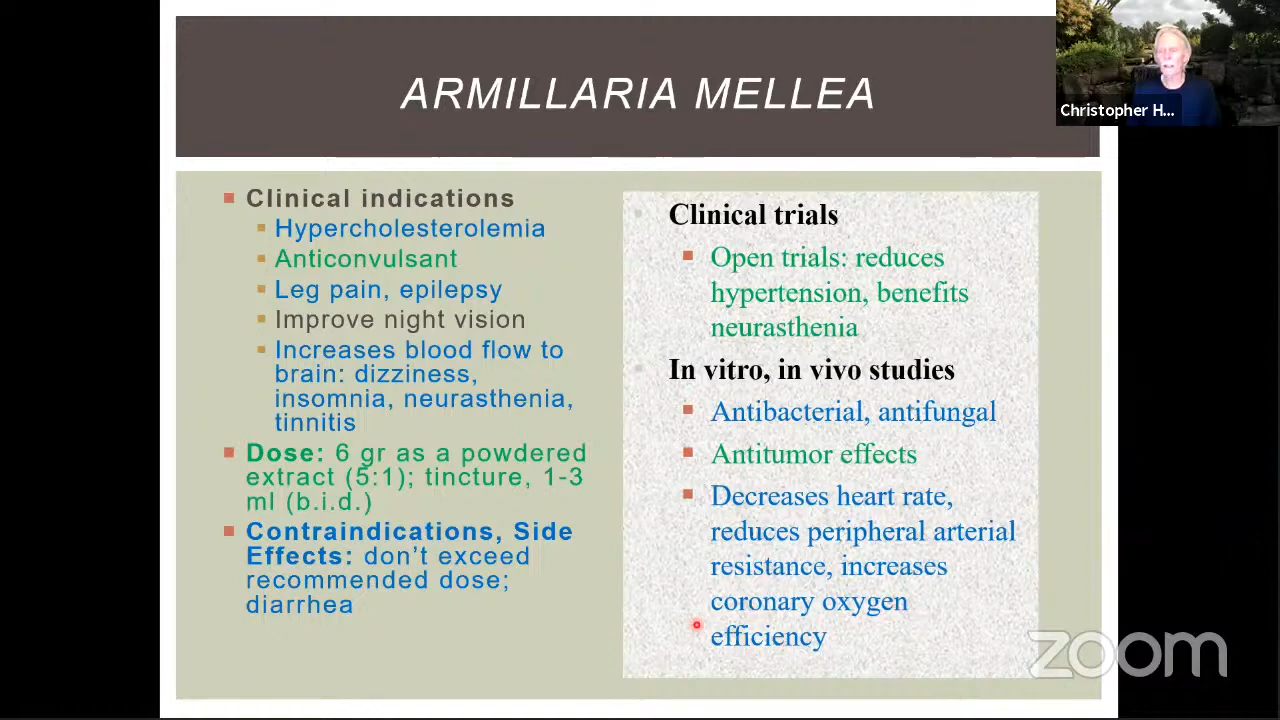 ARMILLARIA MELLEA
Christopher H...
Clinical indications
Hypercholesterolemia
Anticonvulsant
Leg pain, epilepsy
Improve night vision
Increases blood flow to
brain: dizziness,
insomnia, neurasthenia,
tinnitis
Dose: 6 gr as a powdered
extract (5:1); tincture, 1-3
ml (b.i.d.)
Contraindications, Side
Effects: don’t exceed
recommended dose;
diarrhea
Clinical trials
Open trials: reduces
hypertension, benefits
neurasthenia
In vitro, in vivo studies
Antibacterial, antifungal
Antitumor effects
Decreases heart rate,
reduces peripheral arterial
resistance, increases
coronary oxygen
efficiency
zoom